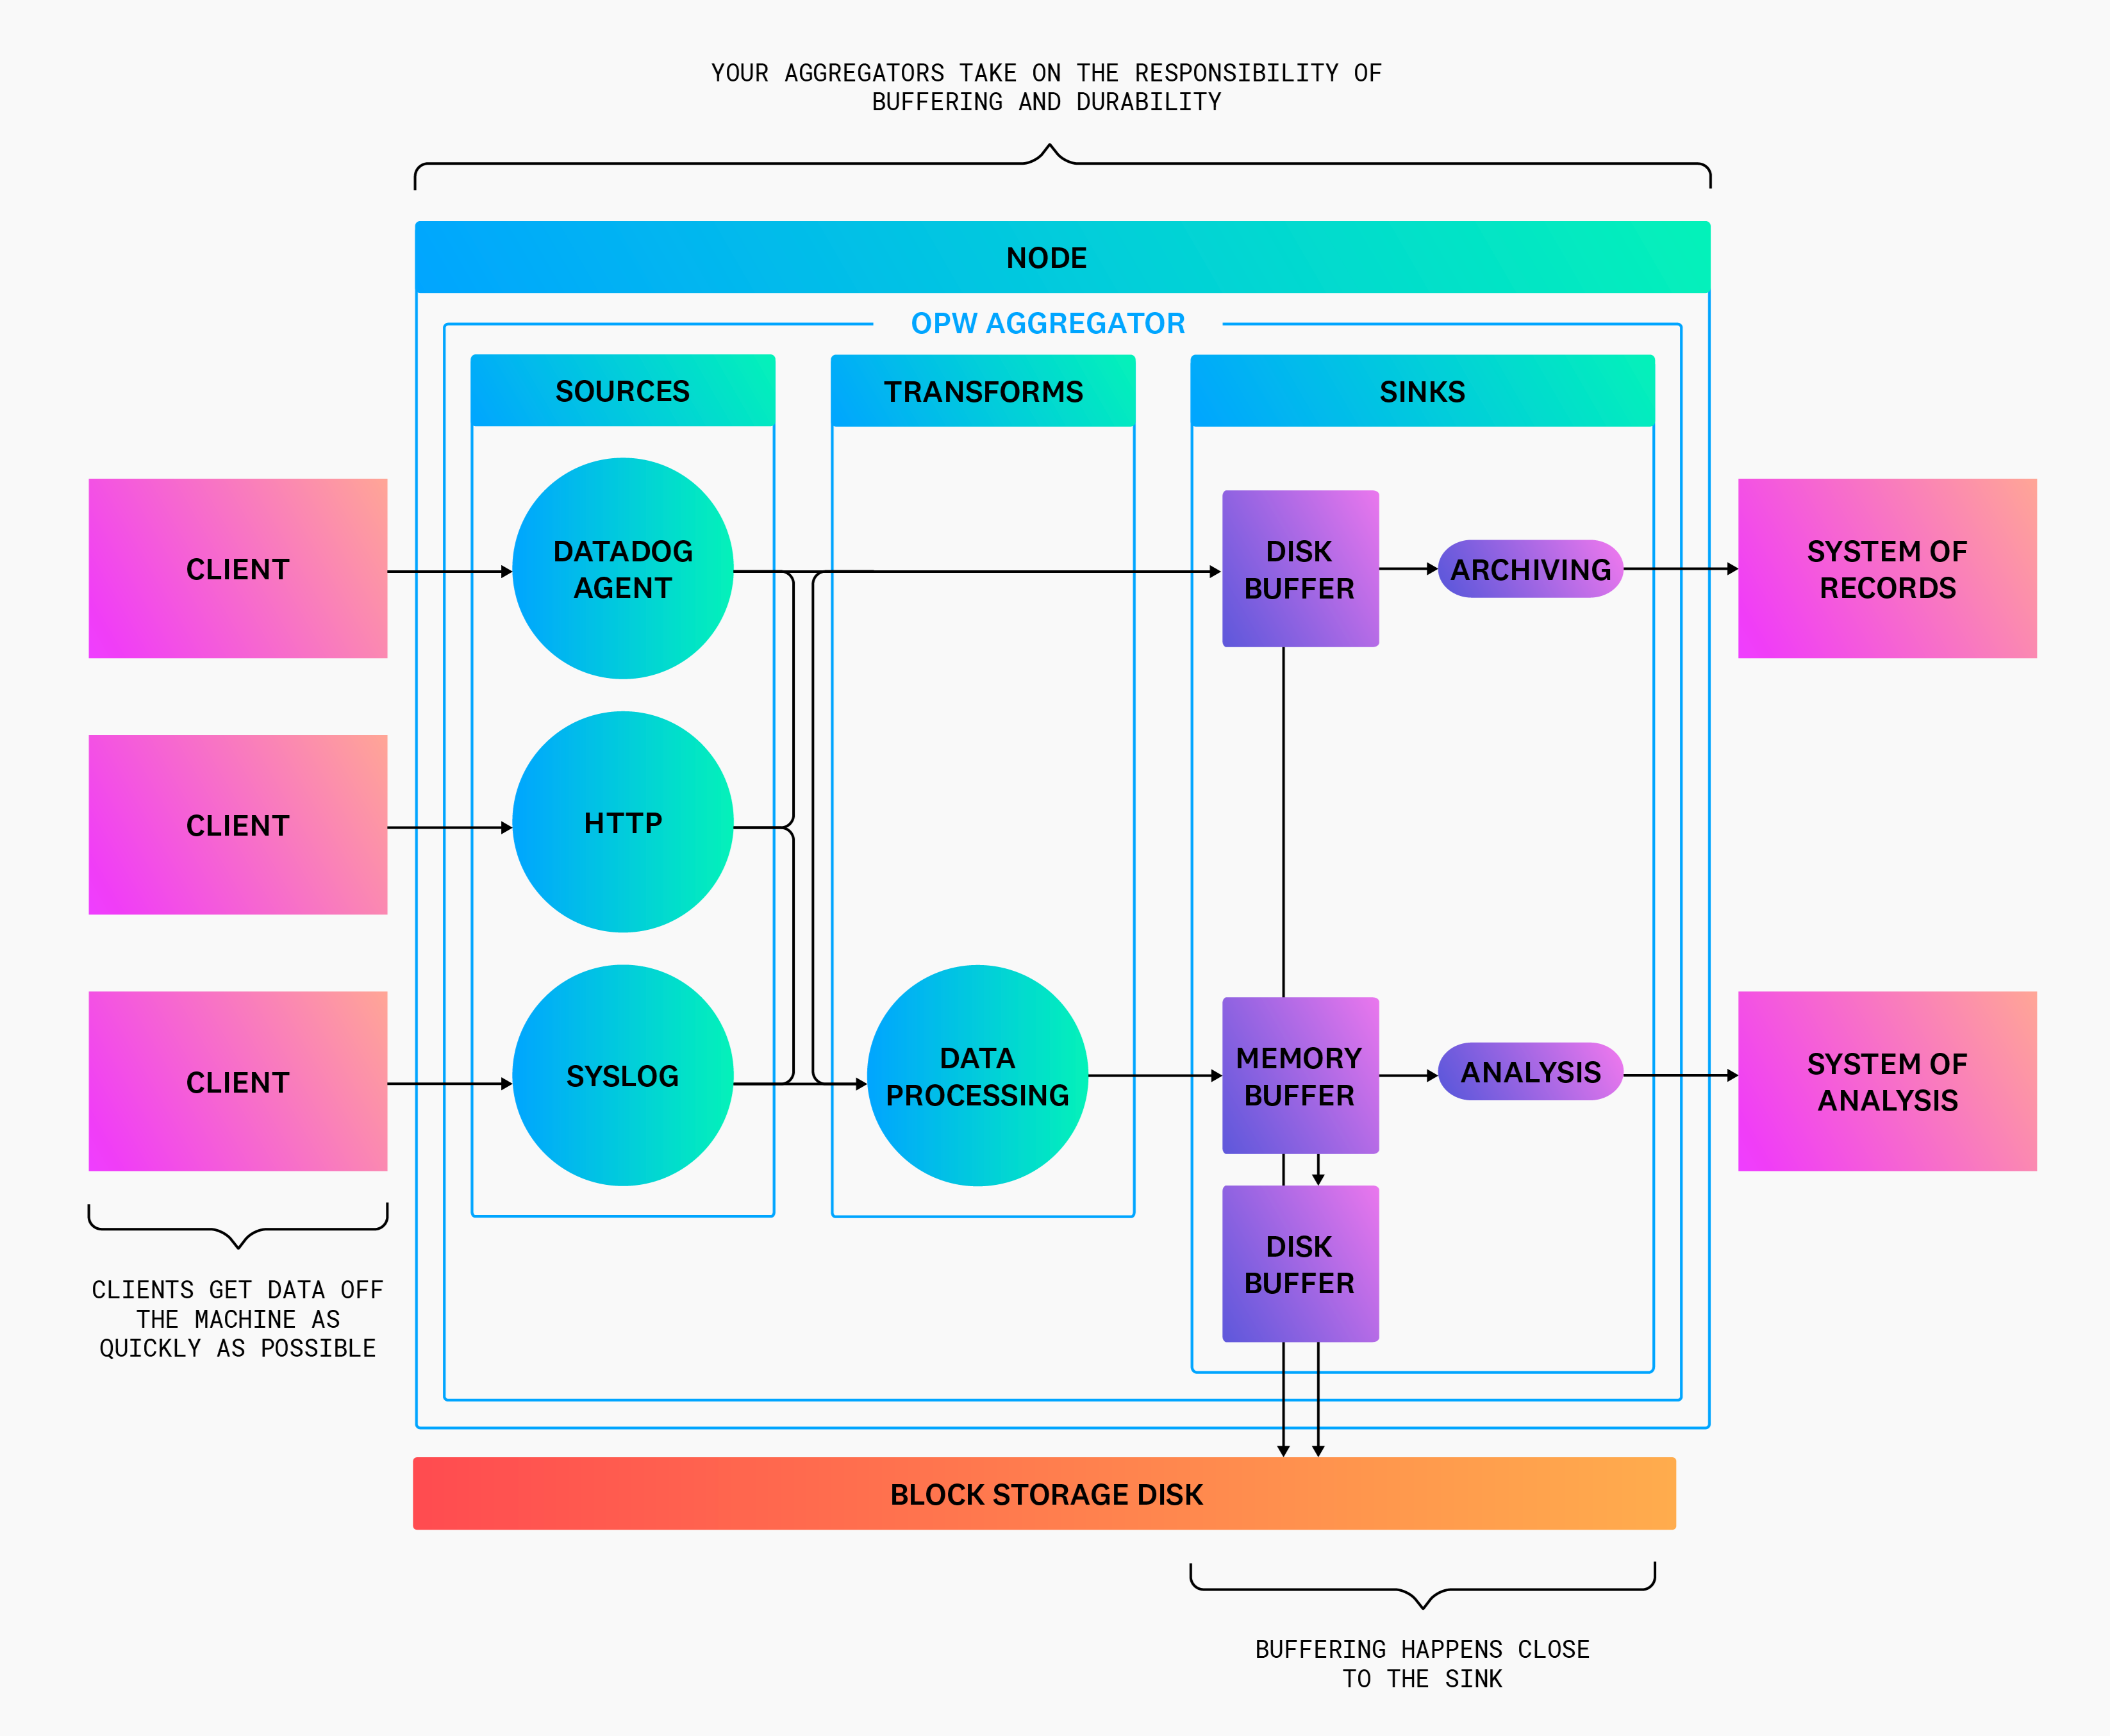 YOUR AGGREGATORS TAKE ON THE RESPONSIBILITY OF
BUFFERING AND DURABILITY
NODE
OPW AGGREGATOR
SOURCES
TRANSFORMS
SINKS
CLIENT
DATADOG
AGENT
DISK
BUFFER
ARCHIVING
SYSTEM OF
RECORDS
CLIENT
HTTP
CLIENT
SYSLOG
DATA
PROCESSING
MEMORY
BUFFER
ANALYSIS
SYSTEM OF
ANALYSIS
DISK
BUFFER
CLIENTS GET DATA OFF
THE MACHINE AS
QUICKLY AS POSSIBLE
BLOCK STORAGE DISK
BUFFERING HAPPENS CLOSE
TO THE SINK